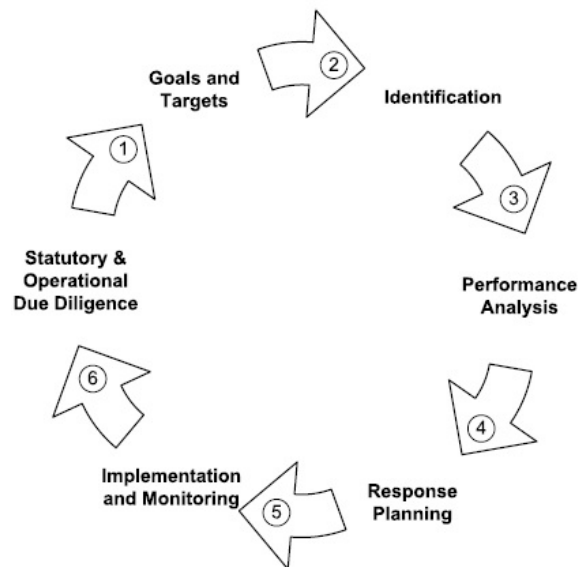 Goals and
Targets
2
Identification
1
3
Statutory &
Operational
Due Diligence
Performance
Analysis
6
4
Implementation
and Monitoring
5
Response
Planning